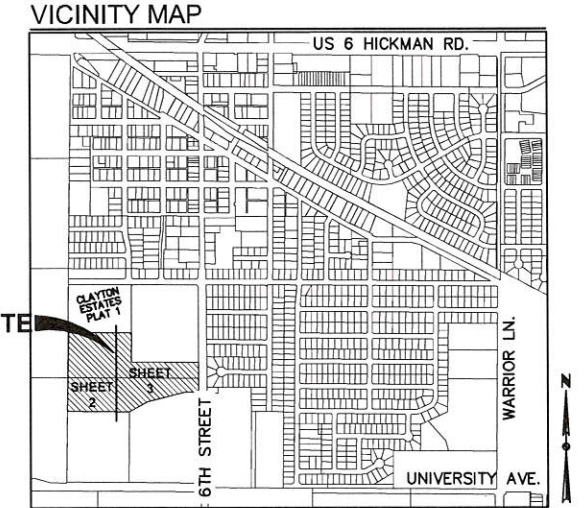 VICINITY MAP
US 6 HICKMAN RD.
CLAYTON
ESTATES
PLAT 1
TE
SHEET
2
SHEET
3
6TH STREET
WARRIOR LN.
UNIVERSITY AVE.
N